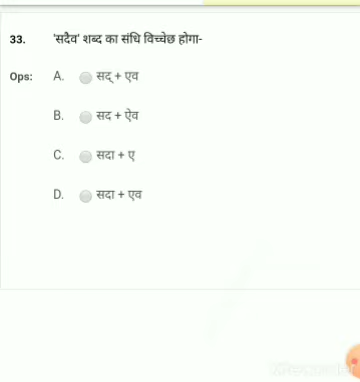 33. 'सदैव' शब्द का संधि विच्चेछ होगा-
Ops: A. सद् + एव
B. सद + ऐव
C. सदा + ए
D. सदा + एव